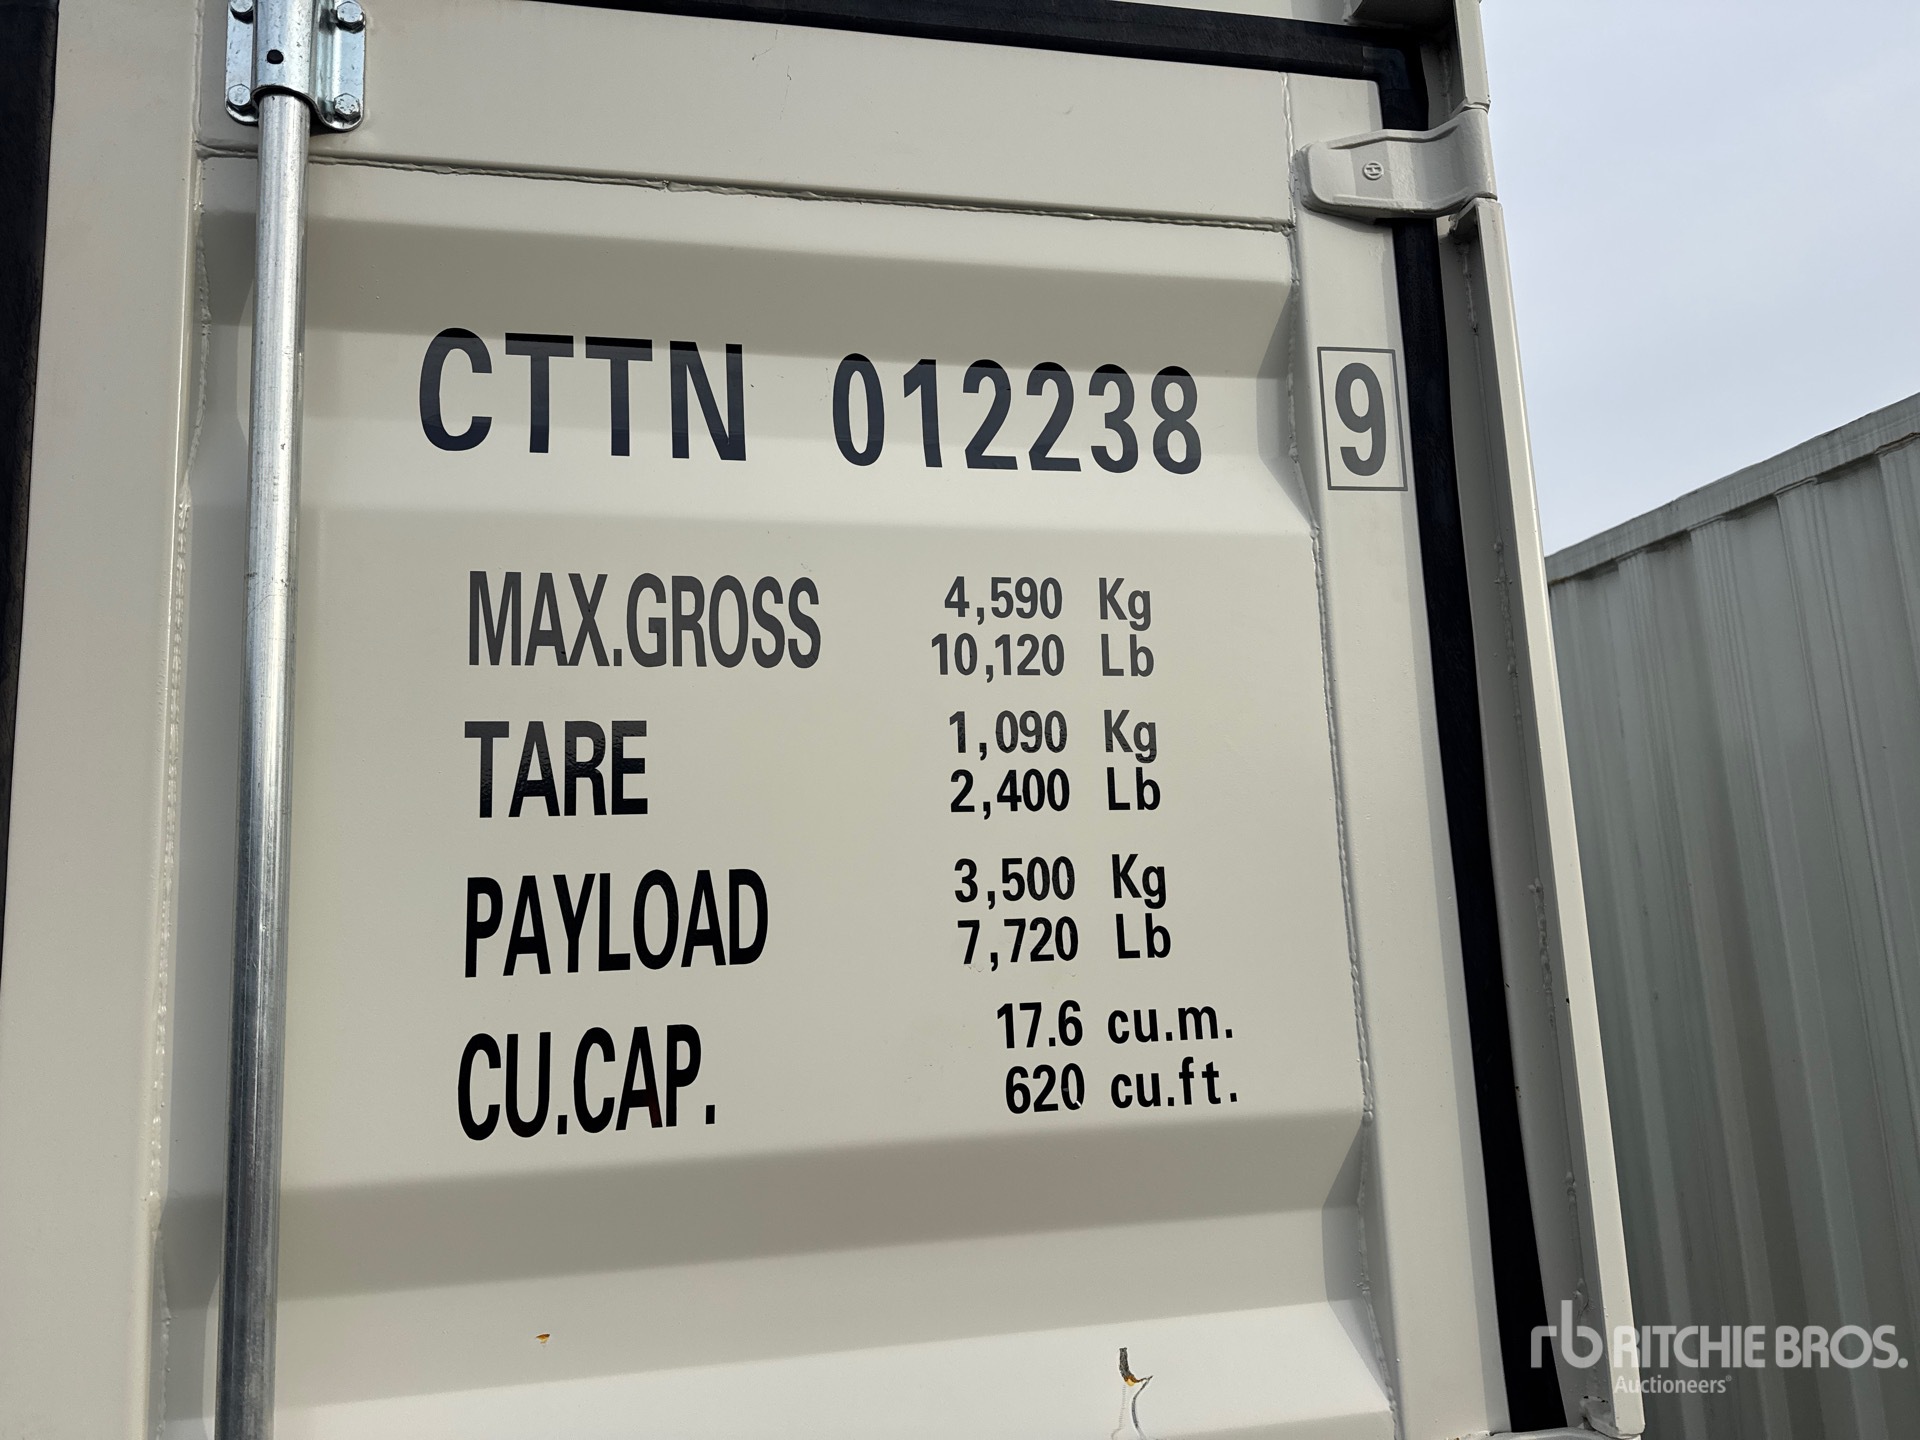 CTTN 012238 9
MAX.GROSS 4,590 Kg
10,120 Lb
TARE 1,090 Kg
2,400 Lb
PAYLOAD 3,500 Kg
7,720 Lb
CU.CAP. 17.6 cu.m.
620 cu.ft.
rb RITCHIE BROS.
Auctioneers